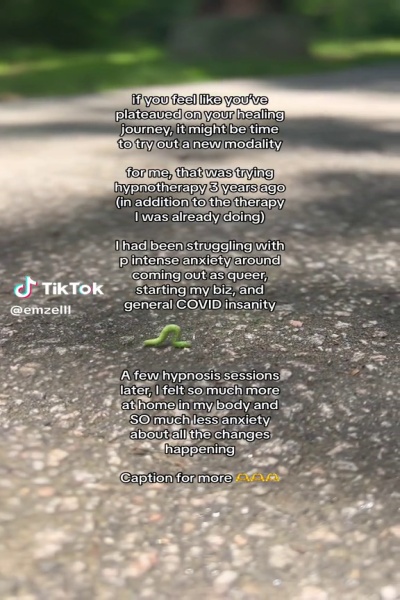 if you feel like you've
plateaued on your healing
journey, it might be time
to try out a new modality
for me, that was trying
hypnotherapy 3 years ago
(in addition to the therapy
I was already doing)
I had been struggling with
p intense anxiety around
coming out as queer,
starting my biz, and
general COVID insanity
TikTok
@emzelll
A few hypnosis sessions
later, I felt so much more
at home in my body and
SO much less anxiety
about all the changes
happening
Caption for more 🙏🙏🙏